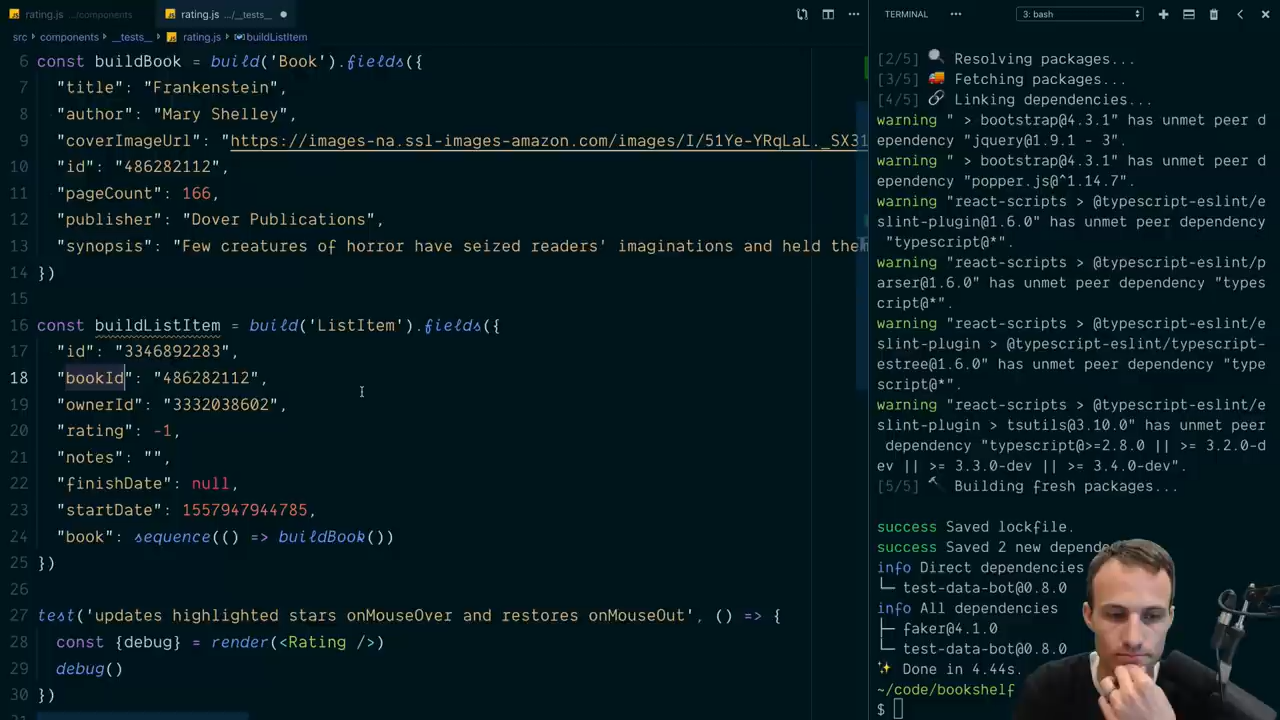 rating.js .../components
rating.js .../__tests__
src components __tests__ rating.js buildListItem
6 const buildBook = build('Book').fields({
7 "title": "Frankenstein",
8 "author": "Mary Shelley",
9 "coverImageUrl": "https://images-na.ssl-images-amazon.com/images/I/51Ye-YRqLaL._SX31
10 "id": "486282112",
11 "pageCount": 166,
12 "publisher": "Dover Publications",
13 "synopsis": "Few creatures of horror have seized readers' imaginations and held the
14 })
15
16 const buildListItem = build('ListItem').fields({
17 "id": "3346892283",
18 "bookId": "486282112",
19 "ownerId": "3332038602",
20 "rating": -1,
21 "notes": "",
22 "finishDate": null,
23 "startDate": 1557947944785,
24 "book": sequence(() => buildBook())
25 })
26
27 test('updates highlighted stars onMouseOver and restores onMouseOut', () => {
28 const {debug} = render(<Rating />)
29 debug()
30 })
TERMINAL
3: bash
[2/5] Resolving packages...
[3/5] Fetching packages...
[4/5] Linking dependencies...
warning " > bootstrap@4.3.1" has unmet peer d
ependency "jquery@1.9.1 - 3".
warning " > bootstrap@4.3.1" has unmet peer d
ependency "popper.js@^1.14.7".
warning "react-scripts > @typescript-eslint/e
slint-plugin@1.6.0" has unmet peer dependency
"typescript@*".
warning "react-scripts > @typescript-eslint/p
arser@1.6.0" has unmet peer dependency "types
cript@*".
warning "react-scripts > @typescript-eslint/e
slint-plugin > @typescript-eslint/typescript-
estree@1.6.0" has unmet peer dependency "type
script@*".
warning "react-scripts > @typescript-eslint/e
slint-plugin > tsutils@3.10.0" has unmet peer
dependency "typescript@>=2.8.0 || >= 3.2.0-d
ev || >= 3.3.0-dev || >= 3.4.0-dev".
[5/5] Building fresh packages...
success Saved lockfile.
success Saved 2 new depende
info Direct dependencies
└─ test-data-bot@0.8.0
info All dependencies
├─ faker@4.1.0
└─ test-data-bot@0.8.0
Done in 4.44s.
~/code/bookshelf
$